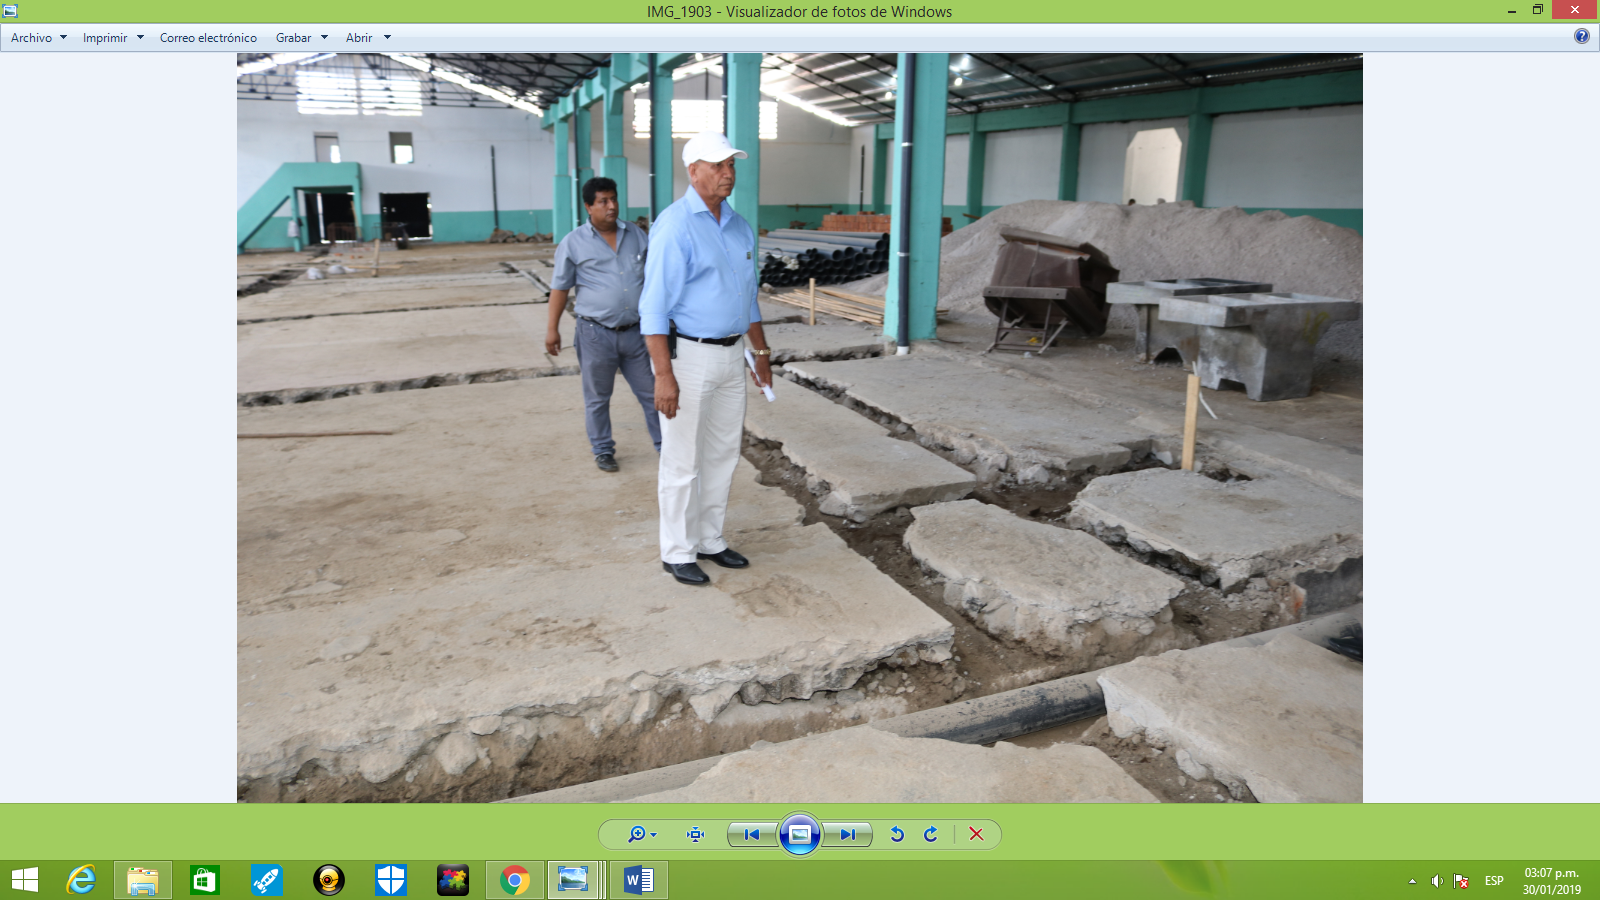 IMG_1903 - Visualizador de fotos de Windows
Archivo Imprimir Correo electrónico Grabar Abrir
ESP
03:07 p.m.
30/01/2019